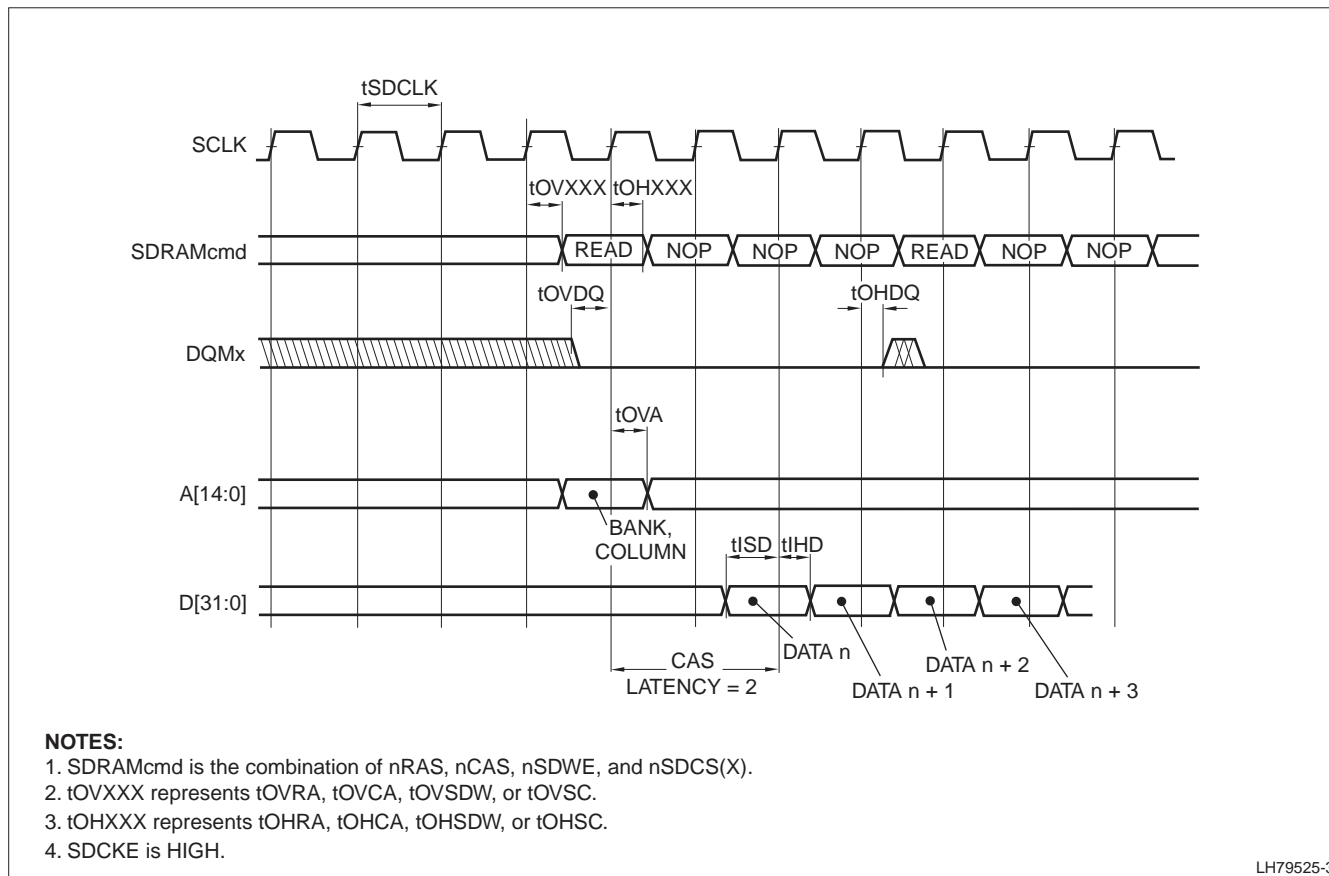 tSDCLK
SCLK
tOVXXX tOHXXX
SDRAMcmd READ NOP NOP NOP READ NOP NOP
tOVDQ tOHDQ
DQMx
tOVA
A[14:0]
BANK,
COLUMN
tISD tIHD
D[31:0]
DATA n
DATA n + 1
DATA n + 2
DATA n + 3
CAS
LATENCY = 2
NOTES:
1. SDRAMcmd is the combination of nRAS, nCAS, nSDWE, and nSDCS(X).
2. tOVXXX represents tOVRA, tOVCA, tOVSDW, or tOVSC.
3. tOHXXX represents tOHRA, tOHCA, tOHSDW, or tOHSC.
4. SDCKE is HIGH.